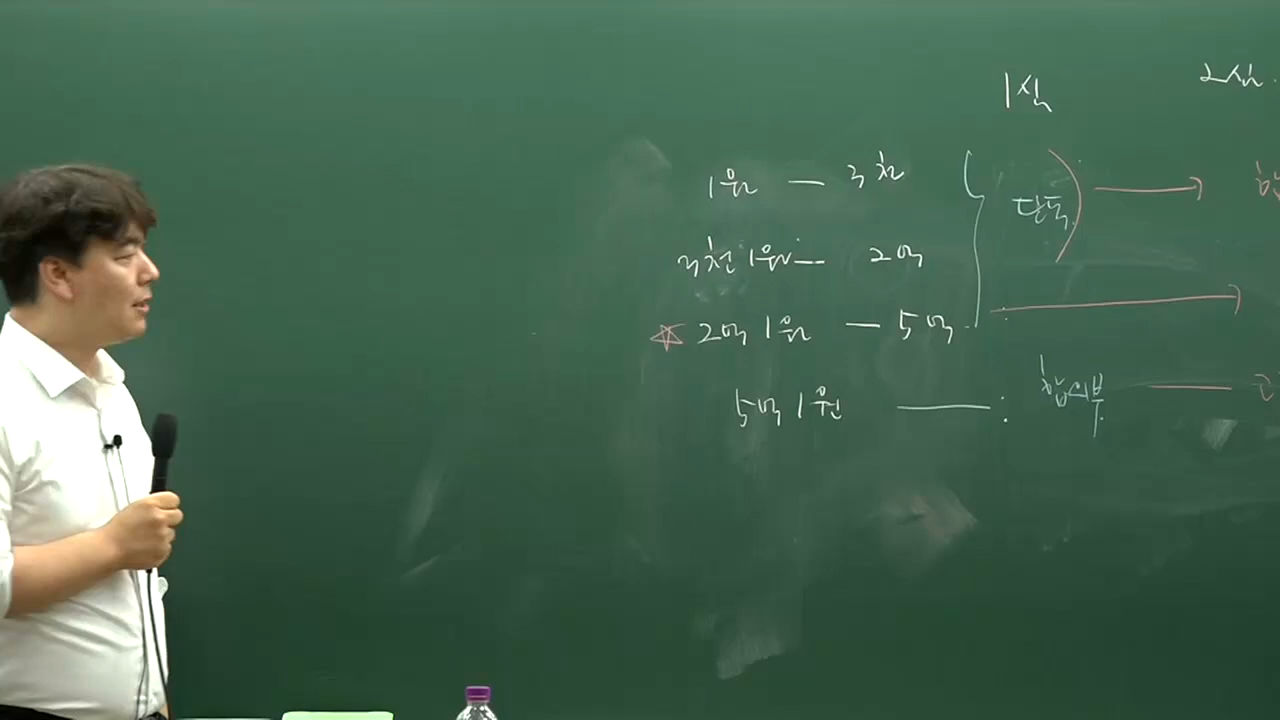 1심 2심
1원 — 3천 단독
3천 1원 — 2억
☆ 2억 1원 — 5억
5억 1원 — : 합의부